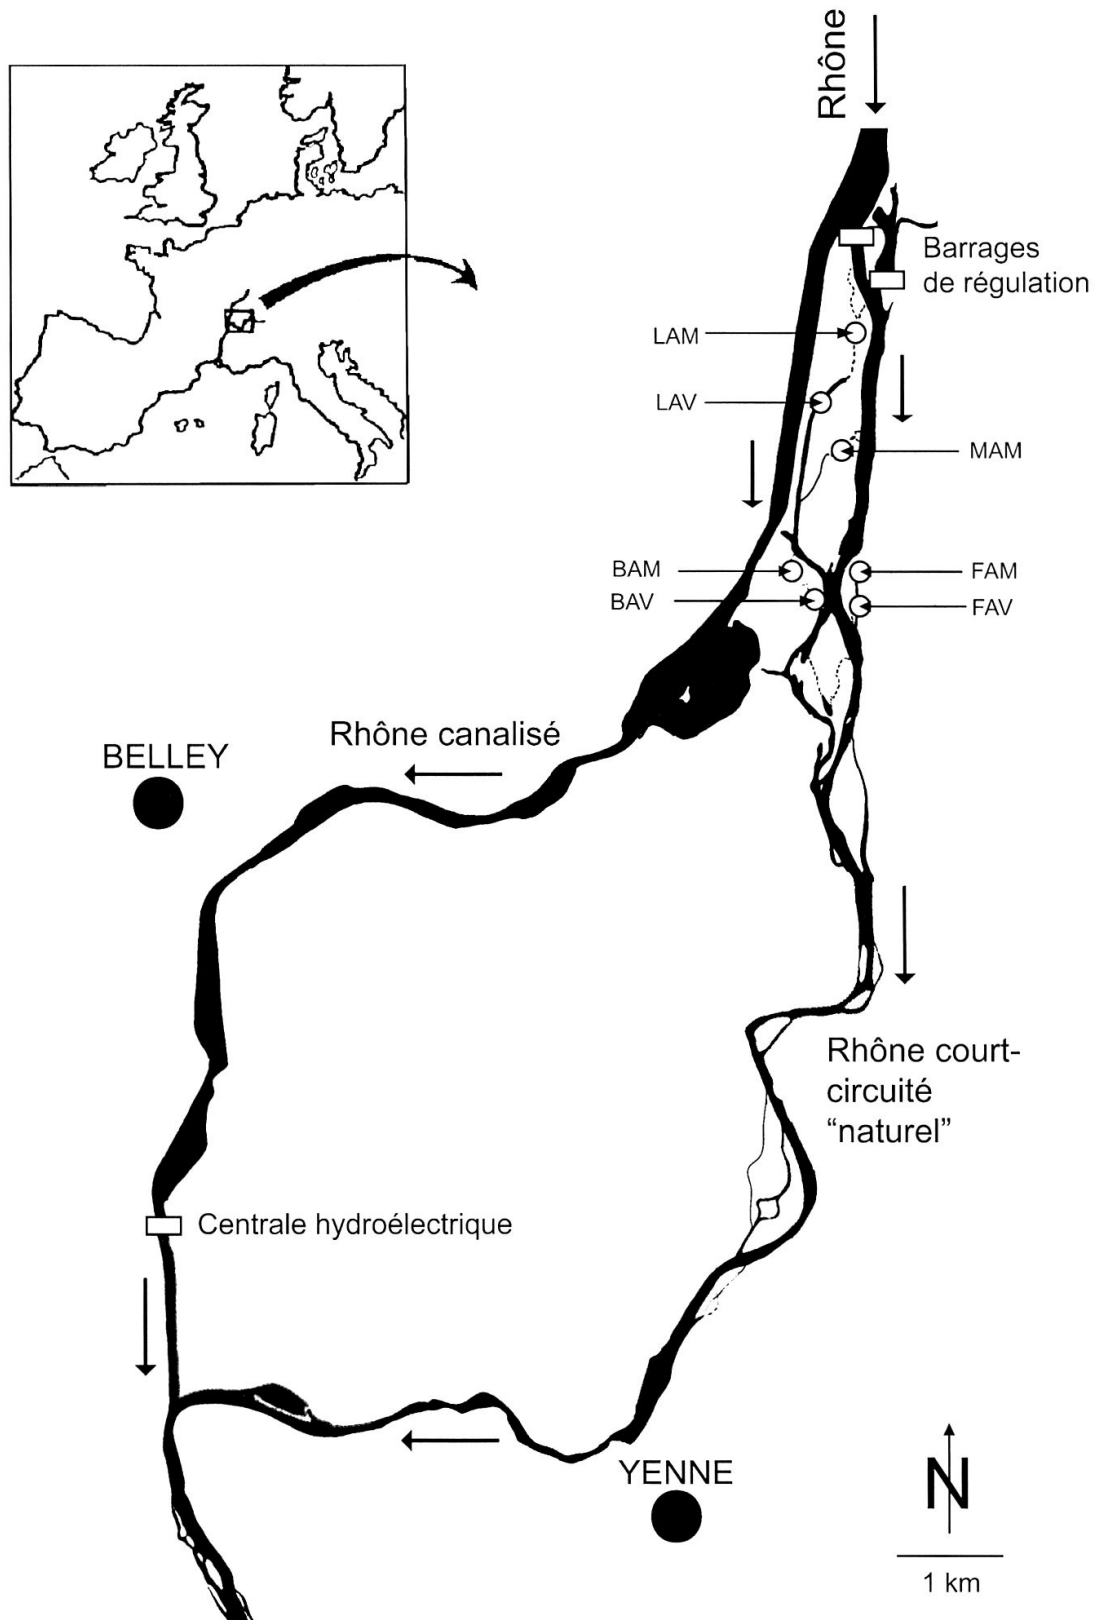 Rhône
Barrages
de régulation
LAM
LAV
MAM
BAM
FAM
BAV
FAV
Rhône canalisé
BELLEY
Rhône court-
circuité
“naturel”
Centrale hydroélectrique
YENNE
N
1 km